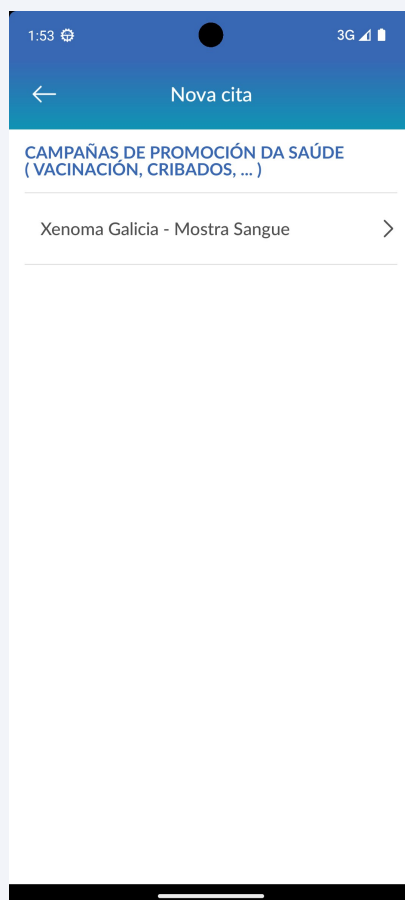 1:53 3G
Nova cita
CAMPAÑAS DE PROMOCIÓN DA SAÚDE
( VACINACIÓN, CRIBADOS, ... )
Xenoma Galicia - Mostra Sangue